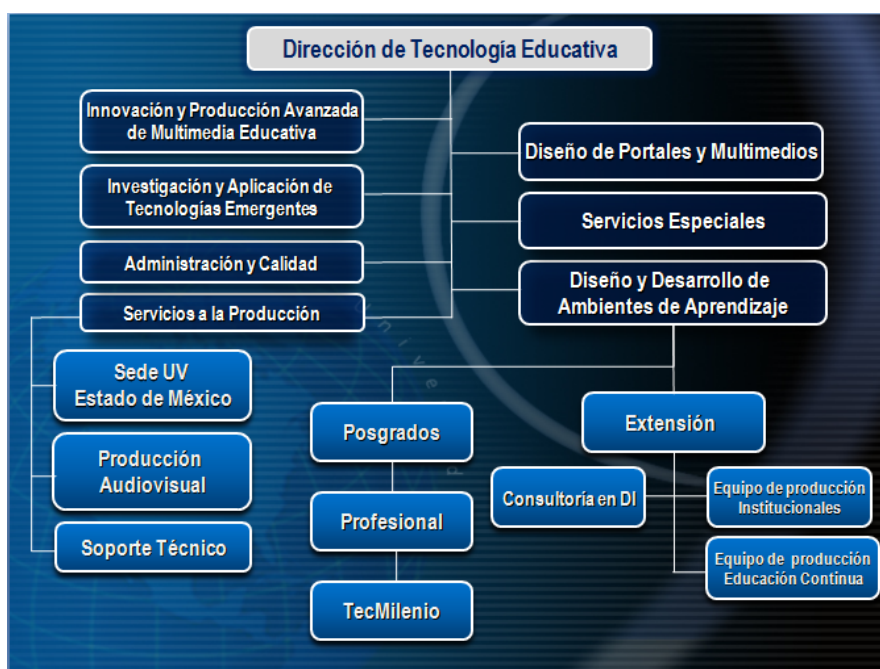 Dirección de Tecnología Educativa
Innovación y Producción Avanzada
de Multimedia Educativa
Investigación y Aplicación de
Tecnologías Emergentes
Administración y Calidad
Servicios a la Producción
Sede UV
Estado de México
Producción
Audiovisual
Soporte Técnico
Diseño de Portales y Multimedios
Servicios Especiales
Diseño y Desarrollo de
Ambientes de Aprendizaje
Posgrados
Profesional
TecMilenio
Extensión
Consultoría en DI
Equipo de producción
Institucionales
Equipo de producción
Educación Continua